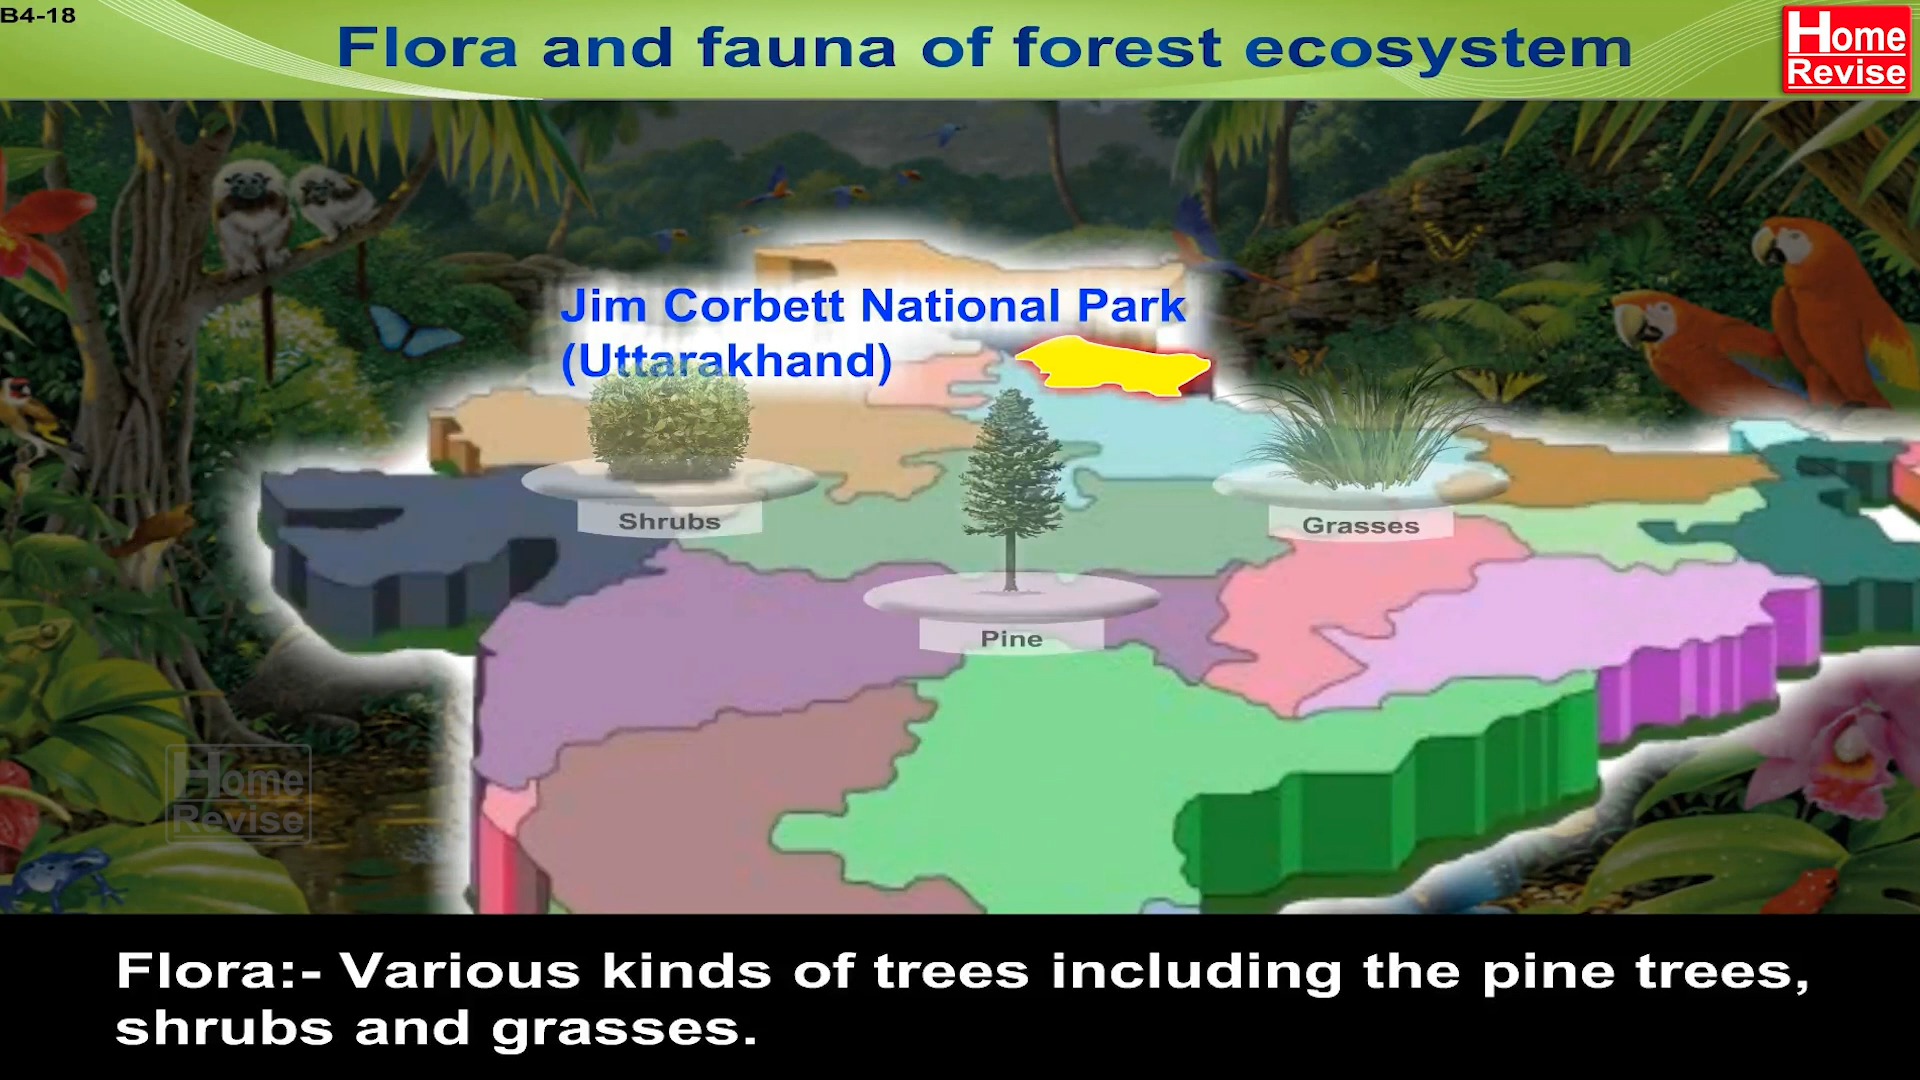 B4-18
Flora and fauna of forest ecosystem
Home
Revise
Jim Corbett National Park
(Uttarakhand)
Shrubs
Grasses
Pine
Home
Revise
Flora:- Various kinds of trees including the pine trees,
shrubs and grasses.